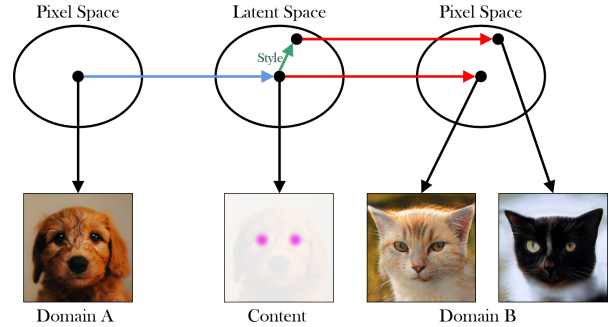 Pixel Space
Latent Space
Pixel Space
Style
Domain A
Content
Domain B